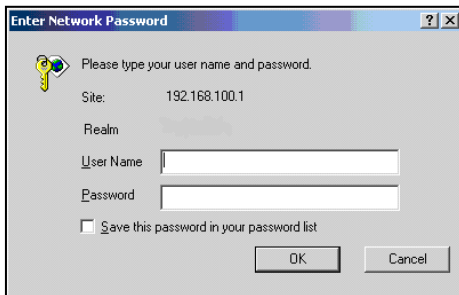 Enter Network Password
Please type your user name and password.
Site: 192.168.100.1
Realm
User Name
Password
Save this password in your password list
OK Cancel